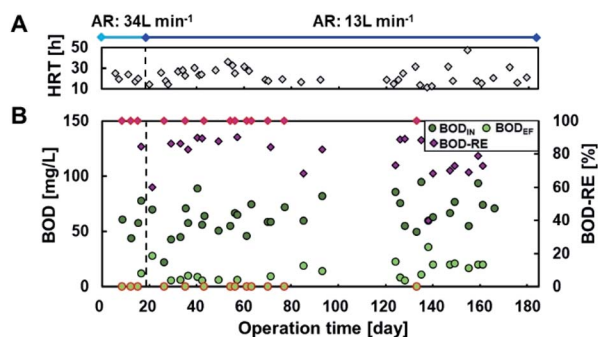 AR: 34L min⁻¹ AR: 13L min⁻¹
A
HRT [h]
50
30
10
B
BOD [mg/L]
150
100
50
0
BOD_IN BOD_EF
BOD-RE
100
80
60
40
20
0
BOD-RE [%]
0 20 40 60 80 100 120 140 160 180
Operation time [day]